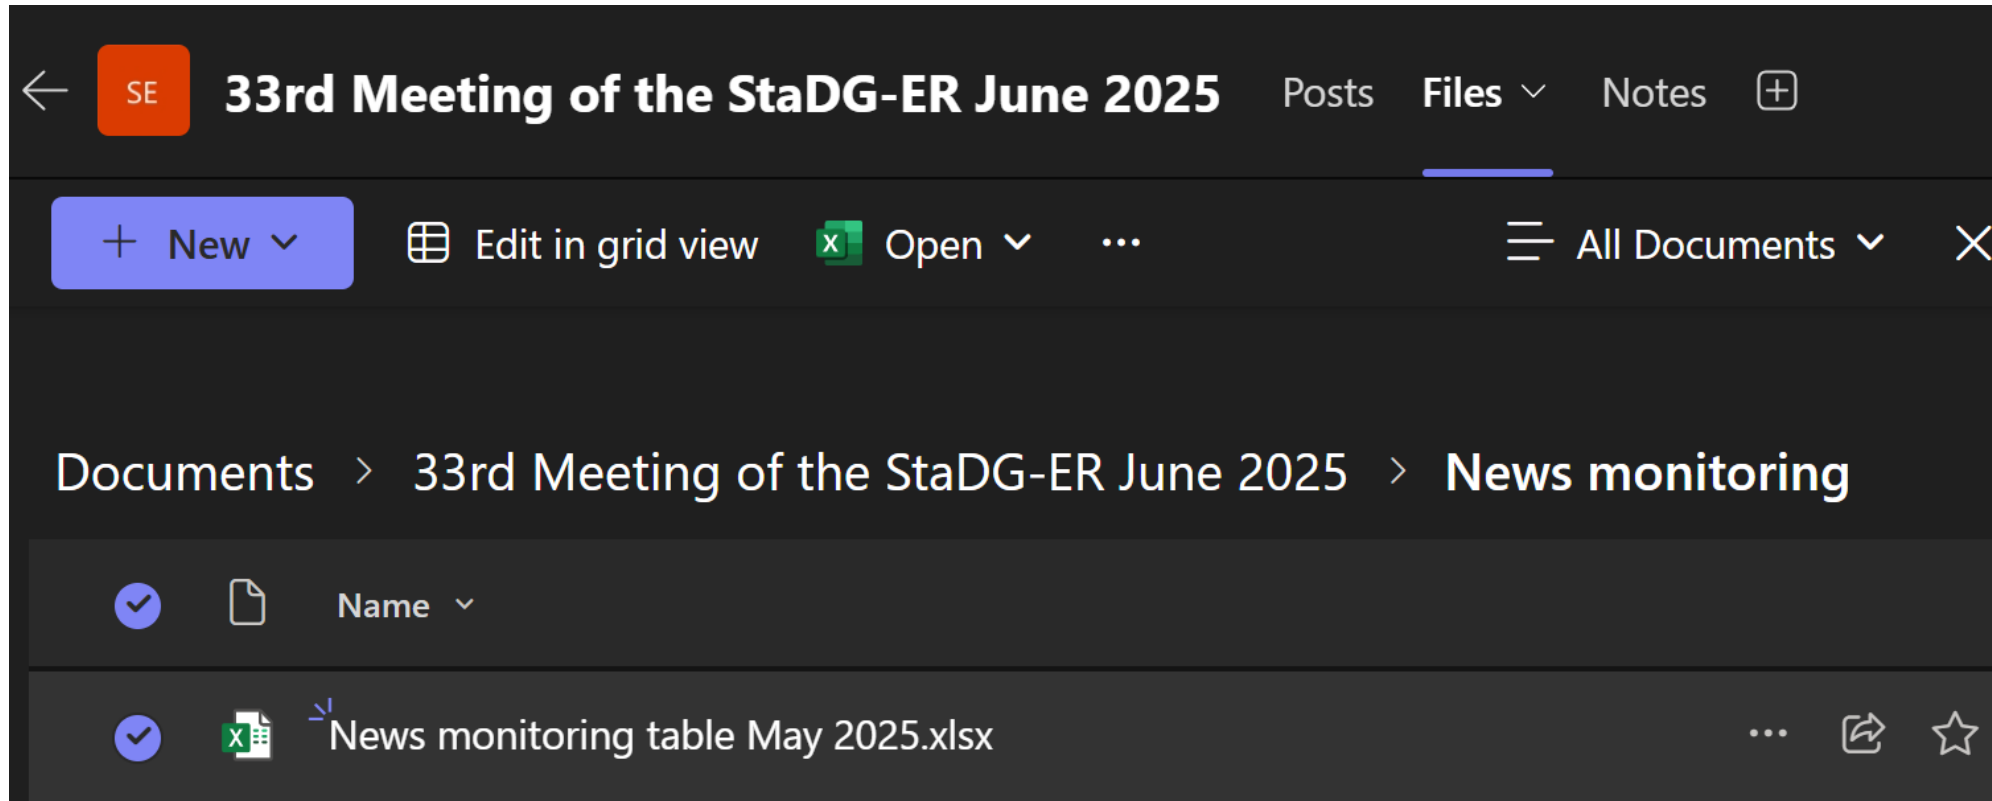 SE 33rd Meeting of the StaDG-ER June 2025 Posts Files Notes
New Edit in grid view Open ... All Documents
Documents > 33rd Meeting of the StaDG-ER June 2025 > News monitoring
Name
News monitoring table May 2025.xlsx ...